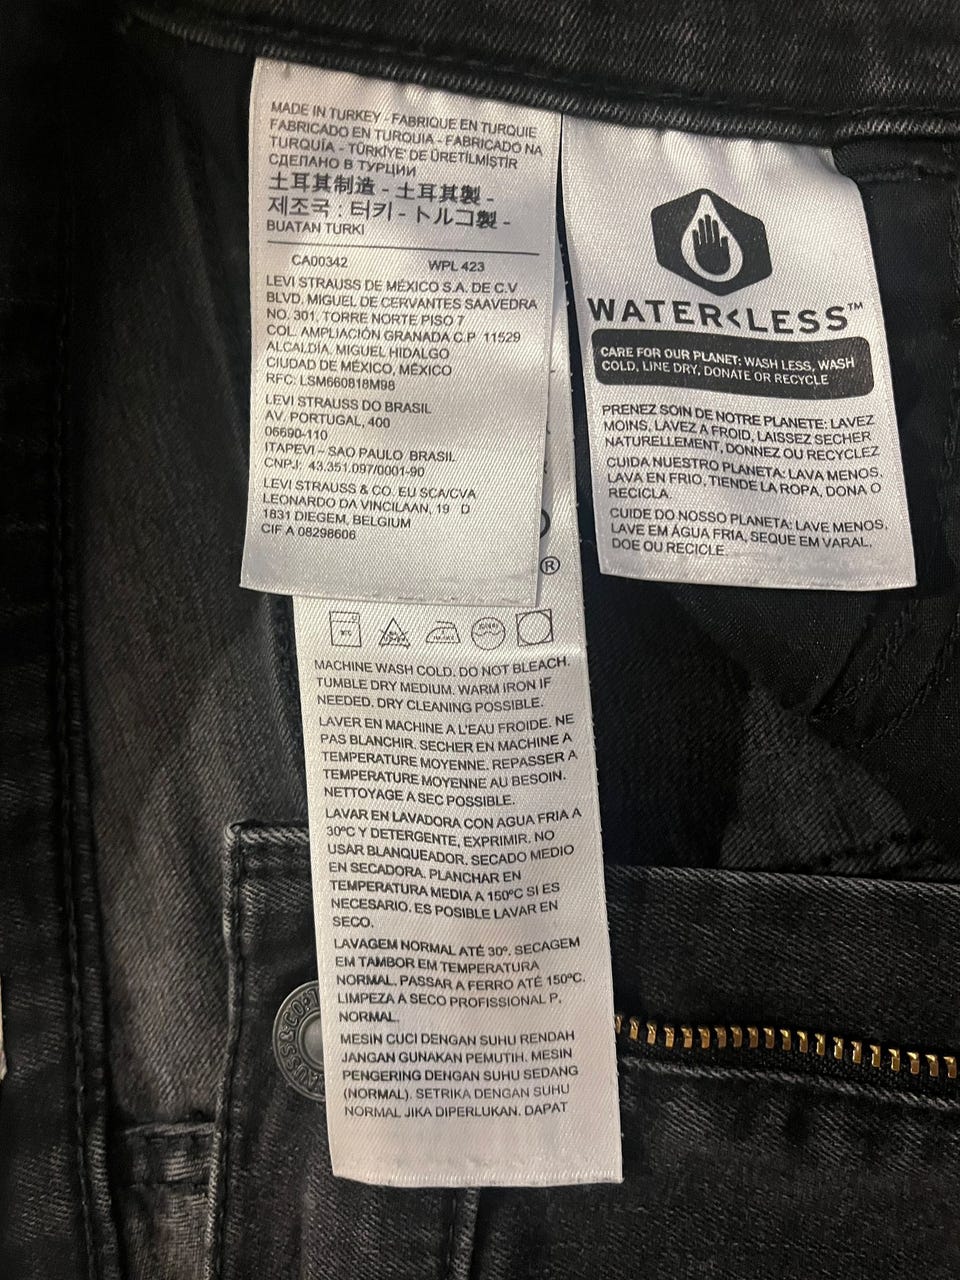 MADE IN TURKEY - FABRIQUE EN TURQUIE
FABRICADO EN TURQUIA - FABRICADO NA
TURQUÍA - TÜRKİYE'DE ÜRETİLMİŞTİR
СДЕЛАНО В ТУРЦИИ
土耳其制造 - 土耳其製 -
제조국 : 터키 - トルコ製 -
BUATAN TURKI
CA00342 WPL 423
LEVI STRAUSS DE MÉXICO S.A. DE C.V
BLVD. MIGUEL DE CERVANTES SAAVEDRA
NO. 301. TORRE NORTE PISO 7
COL. AMPLIACIÓN GRANADA C.P 11529
ALCALDÍA. MIGUEL HIDALGO
CIUDAD DE MÉXICO, MÉXICO
RFC: LSM660818M98
LEVI STRAUSS DO BRASIL
AV. PORTUGAL, 400
06690-110
ITAPEVI – SAO PAULO BRASIL
CNPJ: 43.351.097/0001-90
LEVI STRAUSS & CO. EU SCA/CVA
LEONARDO DA VINCILAAN, 19 D
1831 DIEGEM, BELGIUM
CIF A 08298606
®
MACHINE WASH COLD. DO NOT BLEACH.
TUMBLE DRY MEDIUM. WARM IRON IF
NEEDED. DRY CLEANING POSSIBLE.
LAVER EN MACHINE A L'EAU FROIDE. NE
PAS BLANCHIR. SECHER EN MACHINE A
TEMPERATURE MOYENNE. REPASSER A
TEMPERATURE MOYENNE AU BESOIN.
NETTOYAGE A SEC POSSIBLE.
LAVAR EN LAVADORA CON AGUA FRIA A
30ºC Y DETERGENTE, EXPRIMIR. NO
USAR BLANQUEADOR. SECADO MEDIO
EN SECADORA. PLANCHAR EN
TEMPERATURA MEDIA A 150ºC SI ES
NECESARIO. ES POSIBLE LAVAR EN
SECO.
LAVAGEM NORMAL ATÉ 30º. SECAGEM
EM TAMBOR EM TEMPERATURA
NORMAL. PASSAR A FERRO ATÉ 150ºC.
LIMPEZA A SECO PROFISSIONAL P,
NORMAL.
MESIN CUCI DENGAN SUHU RENDAH
JANGAN GUNAKAN PEMUTIH. MESIN
PENGERING DENGAN SUHU SEDANG
(NORMAL). SETRIKA DENGAN SUHU
NORMAL JIKA DIPERLUKAN. DAPAT
WATER<LESS™
CARE FOR OUR PLANET: WASH LESS, WASH
COLD, LINE DRY, DONATE OR RECYCLE
PRENEZ SOIN DE NOTRE PLANETE: LAVEZ
MOINS, LAVEZ A FROID, LAISSEZ SECHER
NATURELLEMENT, DONNEZ OU RECYCLEZ
CUIDA NUESTRO PLANETA: LAVA MENOS,
LAVA EN FRIO, TIENDE LA ROPA, DONA O
RECICLA.
CUIDE DO NOSSO PLANETA: LAVE MENOS,
LAVE EM ÁGUA FRIA, SEQUE EM VARAL,
DOE OU RECICLE